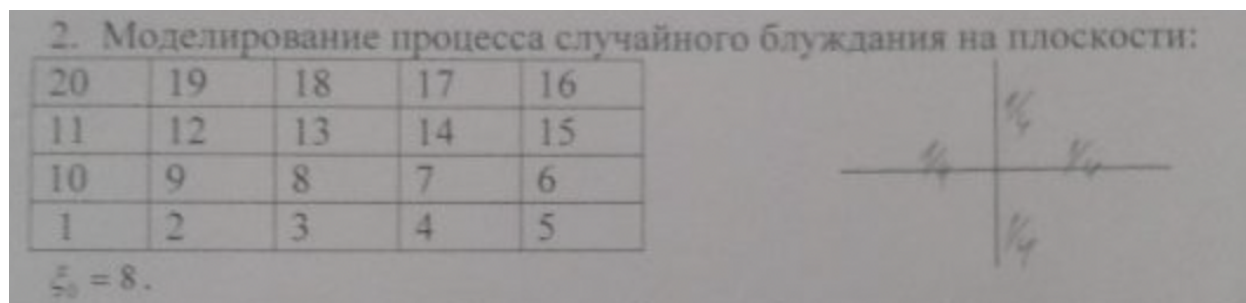 2. Моделирование процесса случайного блуждания на плоскости:
20 19 18 17 16
11 12 13 14 15
10 9 8 7 6
1 2 3 4 5
1/4
1/4 1/4
1/4
ξ₀ = 8.